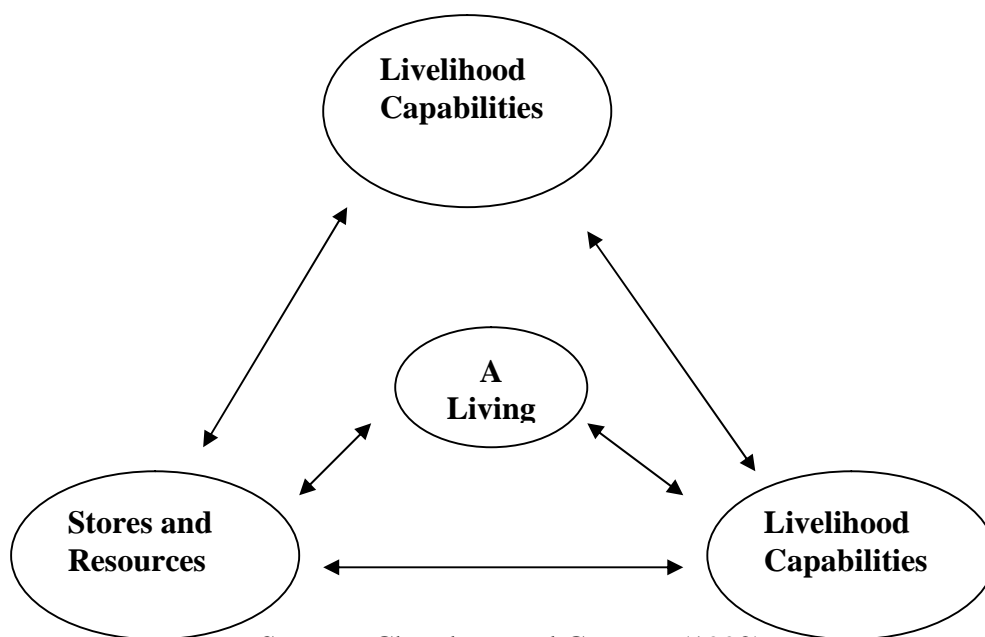 Livelihood
Capabilities
A
Living
Stores and
Resources
Livelihood
Capabilities